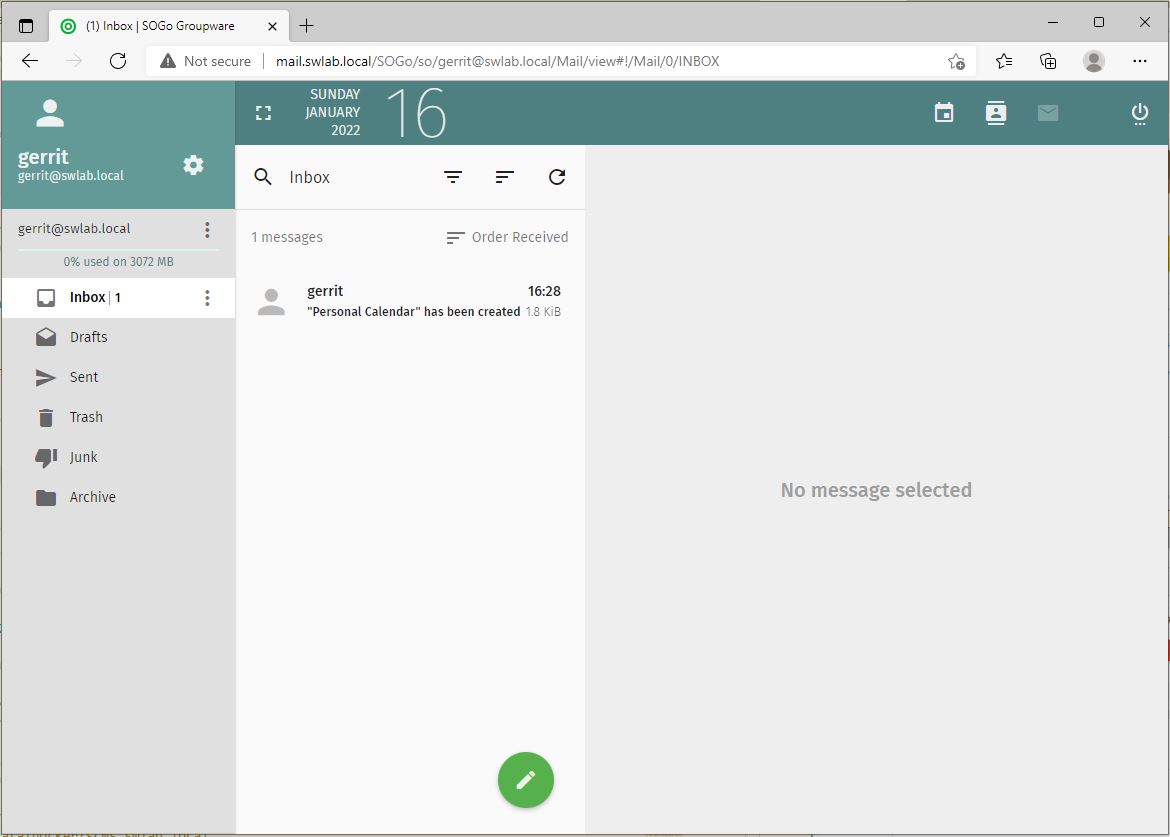 (1) Inbox | SOGo Groupware
Not secure
mail.swlab.local/SOGo/so/gerrit@swlab.local/Mail/view#!/Mail/0/INBOX
gerrit
gerrit@swlab.local
SUNDAY
JANUARY
2022
16
gerrit@swlab.local
0% used on 3072 MB
Inbox | 1
Drafts
Sent
Trash
Junk
Archive
Inbox
1 messages
Order Received
gerrit 16:28
"Personal Calendar" has been created 1.8 KiB
No message selected